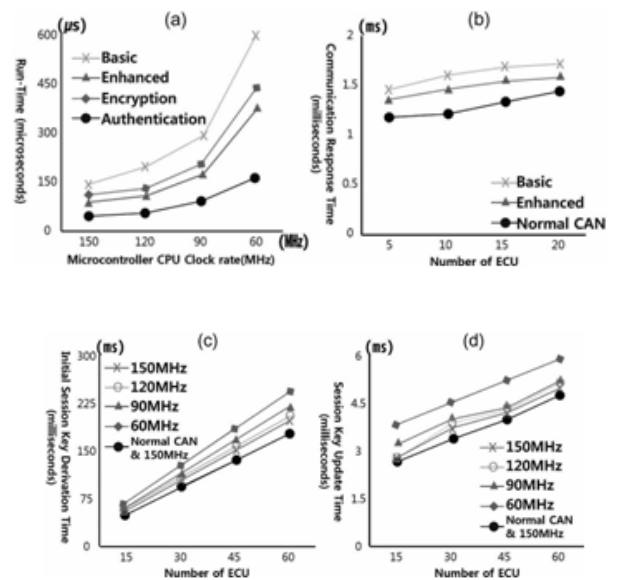 (μs) (a)
600
450
300
150
0
Run-Time (microseconds)
Basic
Enhanced
Encryption
Authentication
150 120 90 60 (MHz)
Microcontroller CPU Clock rate(MHz)
(ms) (b)
2
1.5
1
0.5
0
Communication Response Time
(milliseconds)
Basic
Enhanced
Normal CAN
5 10 15 20
Number of ECU
(ms) (c)
300
225
150
75
0
Initial Session Key Derivation Time
(milliseconds)
150MHz
120MHz
90MHz
60MHz
Normal CAN
& 150MHz
15 30 45 60
Number of ECU
(ms) (d)
6
4.5
3
1.5
0
Session Key Update Time
(milliseconds)
150MHz
120MHz
90MHz
60MHz
Normal CAN
& 150MHz
15 30 45 60
Number of ECU